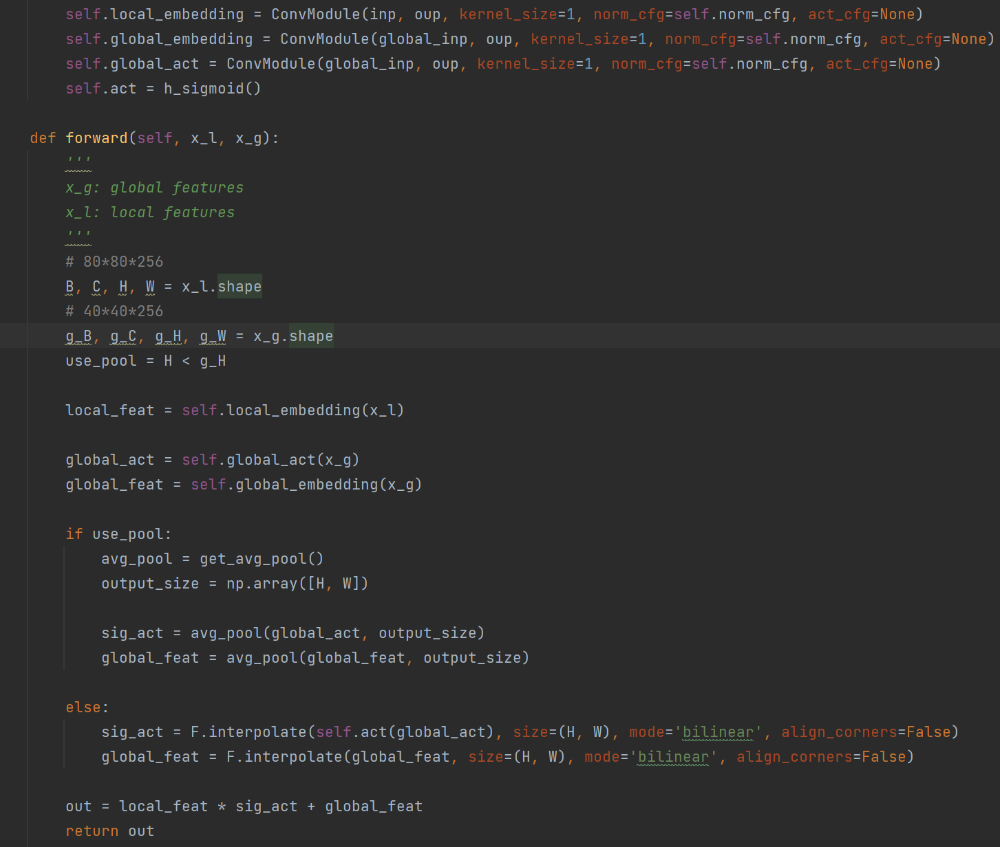 self.local_embedding = ConvModule(inp, oup, kernel_size=1, norm_cfg=self.norm_cfg, act_cfg=None)
self.global_embedding = ConvModule(global_inp, oup, kernel_size=1, norm_cfg=self.norm_cfg, act_cfg=None)
self.global_act = ConvModule(global_inp, oup, kernel_size=1, norm_cfg=self.norm_cfg, act_cfg=None)
self.act = h_sigmoid()
def forward(self, x_l, x_g):
'''
x_g: global features
x_l: local features
'''
# 80*80*256
B, C, H, W = x_l.shape
# 40*40*256
g_B, g_C, g_H, g_W = x_g.shape
use_pool = H < g_H
local_feat = self.local_embedding(x_l)
global_act = self.global_act(x_g)
global_feat = self.global_embedding(x_g)
if use_pool:
avg_pool = get_avg_pool()
output_size = np.array([H, W])
sig_act = avg_pool(global_act, output_size)
global_feat = avg_pool(global_feat, output_size)
else:
sig_act = F.interpolate(self.act(global_act), size=(H, W), mode='bilinear', align_corners=False)
global_feat = F.interpolate(global_feat, size=(H, W), mode='bilinear', align_corners=False)
out = local_feat * sig_act + global_feat
return out